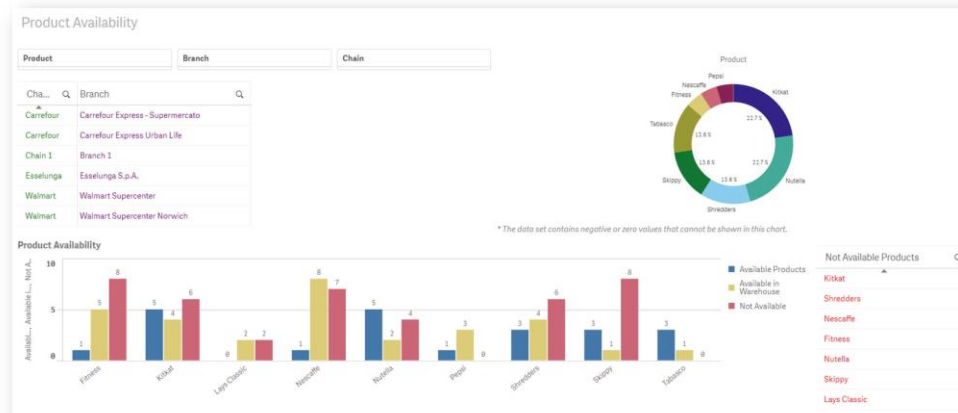 Product Availability
Product
Branch
Chain
Cha...
Branch
Carrefour
Carrefour Express - Supermercato
Carrefour
Carrefour Express Urban Life
Chain 1
Branch 1
Esselunga
Esselunga S.p.A.
Walmart
Walmart Supercenter
Walmart
Walmart Supercenter Norwich
Product
Pepsi
Nescaffe
Fitness
Kitkat
Tabasco
22.7 %
13.6 %
13.6 %
22.7 %
Skippy
13.6 %
Nutella
Shredders
* The data set contains negative or zero values that cannot be shown in this chart.
Product Availability
Availabl..., Available i..., Not A..
10
5
0
1
5
8
5
4
6
0
2
2
1
8
7
5
2
4
1
3
0
3
4
6
3
1
8
3
1
0
Fitness
Kitkat
Lays Classic
Nescaffe
Nutella
Pepsi
Shredders
Skippy
Tabasco
Available Products
Available in
Warehouse
Not Available
Not Available Products
Kitkat
Shredders
Nescaffe
Fitness
Nutella
Skippy
Lays Classic